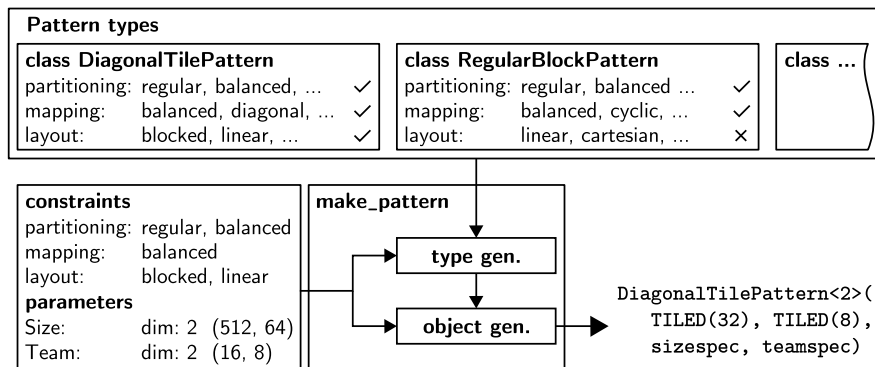 Pattern types
class DiagonalTilePattern
partitioning: regular, balanced, ... ✓
mapping: balanced, diagonal, ... ✓
layout: blocked, linear, ... ✓
class RegularBlockPattern
partitioning: regular, balanced ... ✓
mapping: balanced, cyclic, ... ✓
layout: linear, cartesian, ... ×
class ...
constraints
partitioning: regular, balanced
mapping: balanced
layout: blocked, linear
parameters
Size: dim: 2 (512, 64)
Team: dim: 2 (16, 8)
make_pattern
type gen.
object gen.
DiagonalTilePattern<2>(
TILED(32), TILED(8),
sizespec, teamspec)